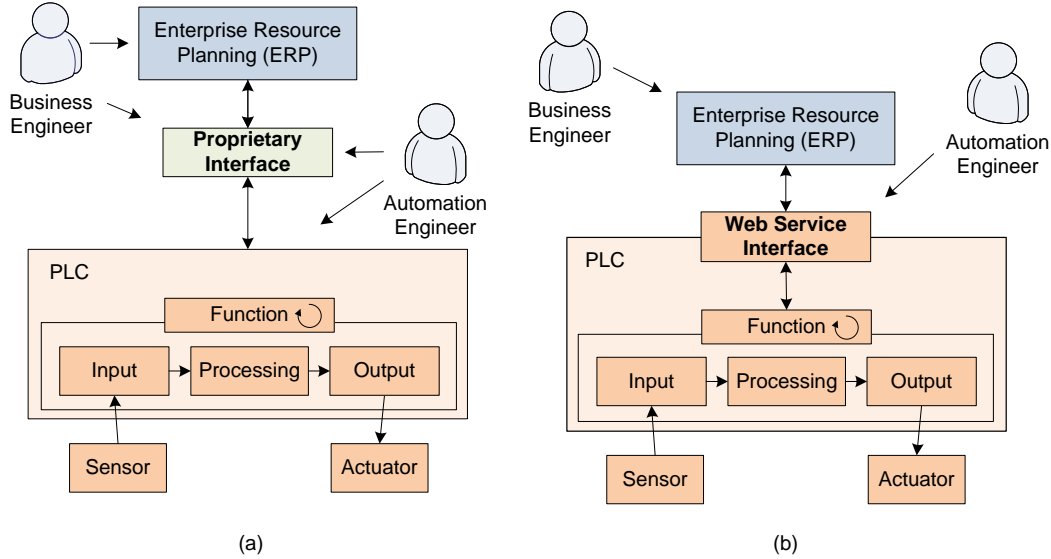 Enterprise Resource
Planning (ERP)
Business
Engineer
Proprietary
Interface
Automation
Engineer
PLC
Function
Input
Processing
Output
Sensor
Actuator
(a)
Business
Engineer
Enterprise Resource
Planning (ERP)
Automation
Engineer
Web Service
Interface
PLC
Function
Input
Processing
Output
Sensor
Actuator
(b)